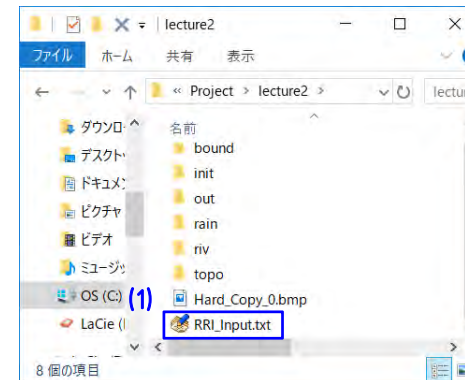 lecture2
ファイル ホーム 共有 表示
« Project > lecture2 > lectu
名前
ダウンロ
bound
デスクト
init
ドキュメ
out
ピクチャ
rain
ビデオ
riv
ミュージ
topo
OS (C:) (1) Hard_Copy_0.bmp
LaCie ( RRI_Input.txt
8 個の項目